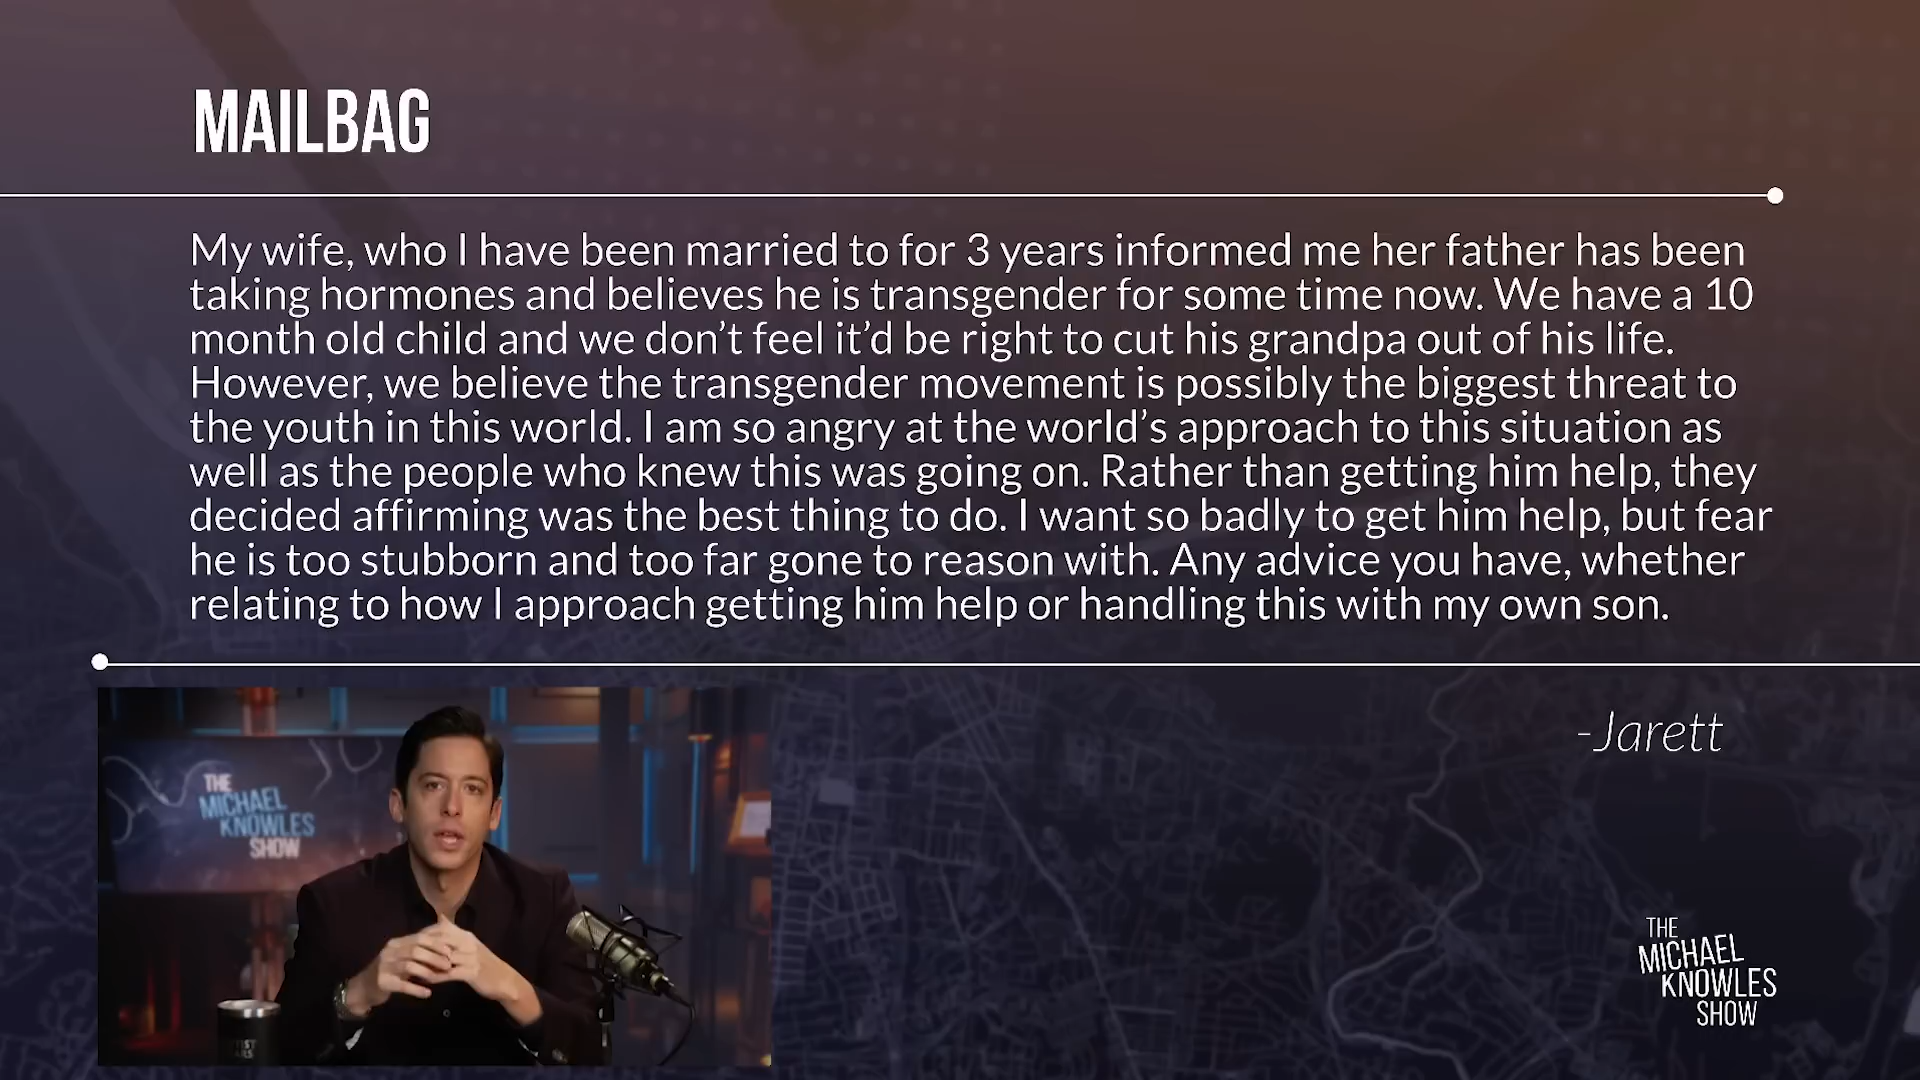 MAILBAG
My wife, who I have been married to for 3 years informed me her father has been
taking hormones and believes he is transgender for some time now. We have a 10
month old child and we don’t feel it’d be right to cut his grandpa out of his life.
However, we believe the transgender movement is possibly the biggest threat to
the youth in this world. I am so angry at the world’s approach to this situation as
well as the people who knew this was going on. Rather than getting him help, they
decided affirming was the best thing to do. I want so badly to get him help, but fear
he is too stubborn and too far gone to reason with. Any advice you have, whether
relating to how I approach getting him help or handling this with my own son.
-Jarett
THE
MICHAEL
KNOWLES
SHOW
THE
MICHAEL
KNOWLES
SHOW